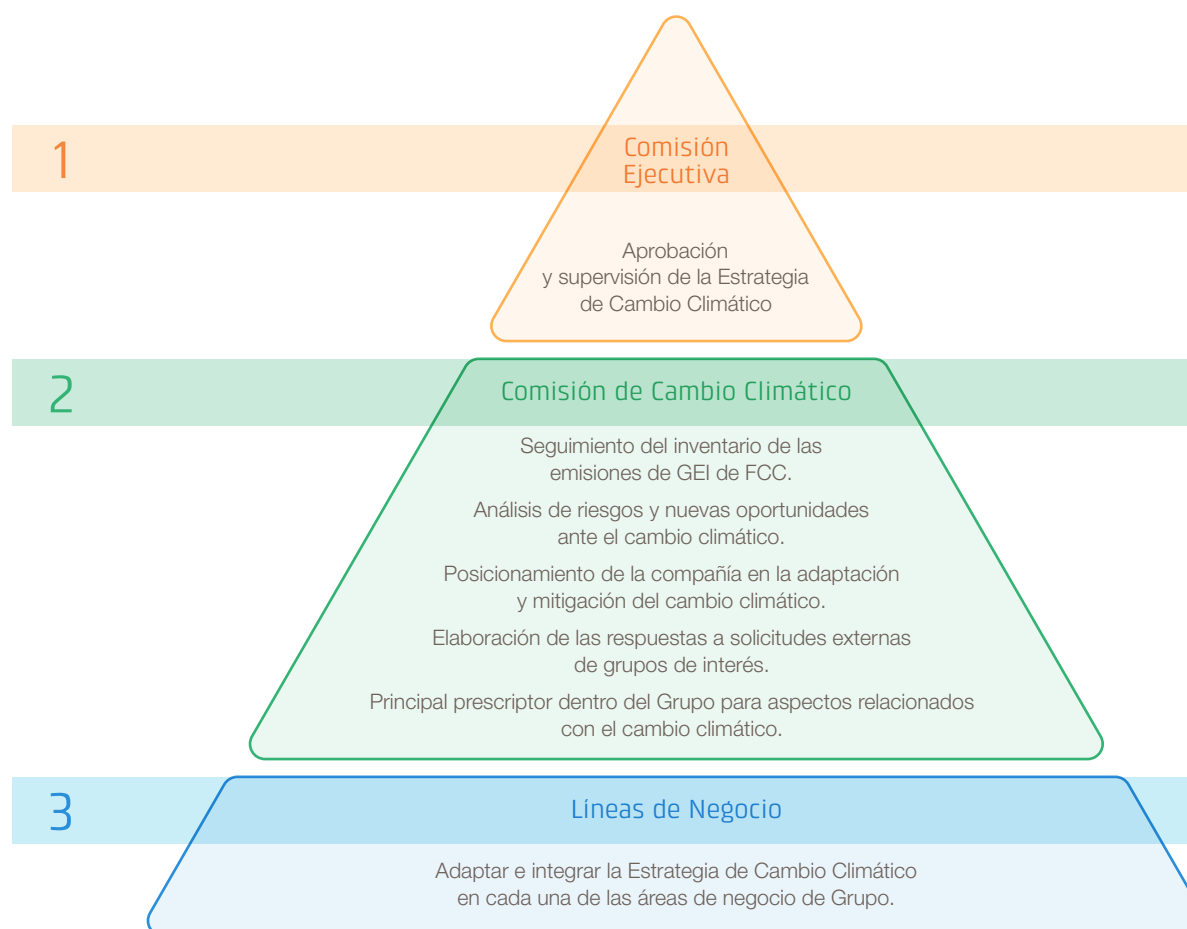 1
Comisión
Ejecutiva
Aprobación
y supervisión de la Estrategia
de Cambio Climático
2
Comisión de Cambio Climático
Seguimiento del inventario de las
emisiones de GEI de FCC.
Análisis de riesgos y nuevas oportunidades
ante el cambio climático.
Posicionamiento de la compañía en la adaptación
y mitigación del cambio climático.
Elaboración de las respuestas a solicitudes externas
de grupos de interés.
Principal prescriptor dentro del Grupo para aspectos relacionados
con el cambio climático.
3
Líneas de Negocio
Adaptar e integrar la Estrategia de Cambio Climático
en cada una de las áreas de negocio de Grupo.